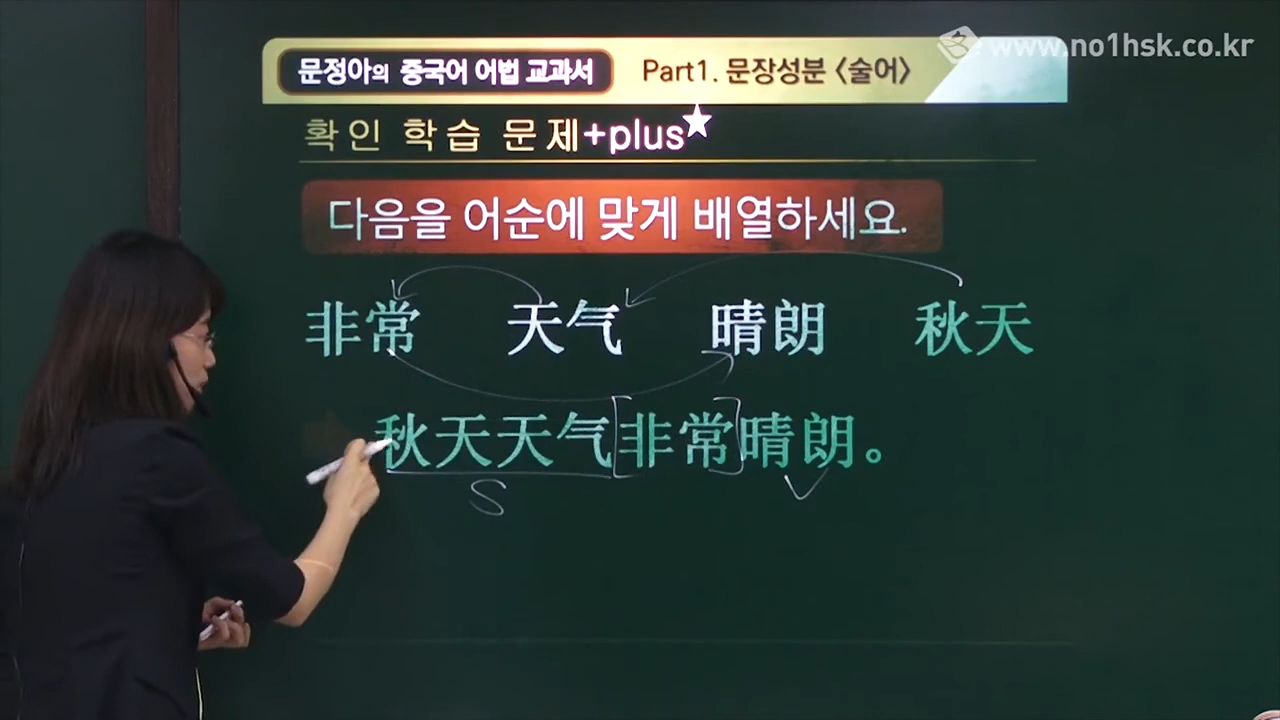 www.no1hsk.co.kr
문정아의 중국어 어법 교과서 Part1. 문장성분 〈술어〉
확인 학습 문제+plus
다음을 어순에 맞게 배열하세요.
非常 天气 晴朗 秋天
秋天天气[非常]晴朗。
S V